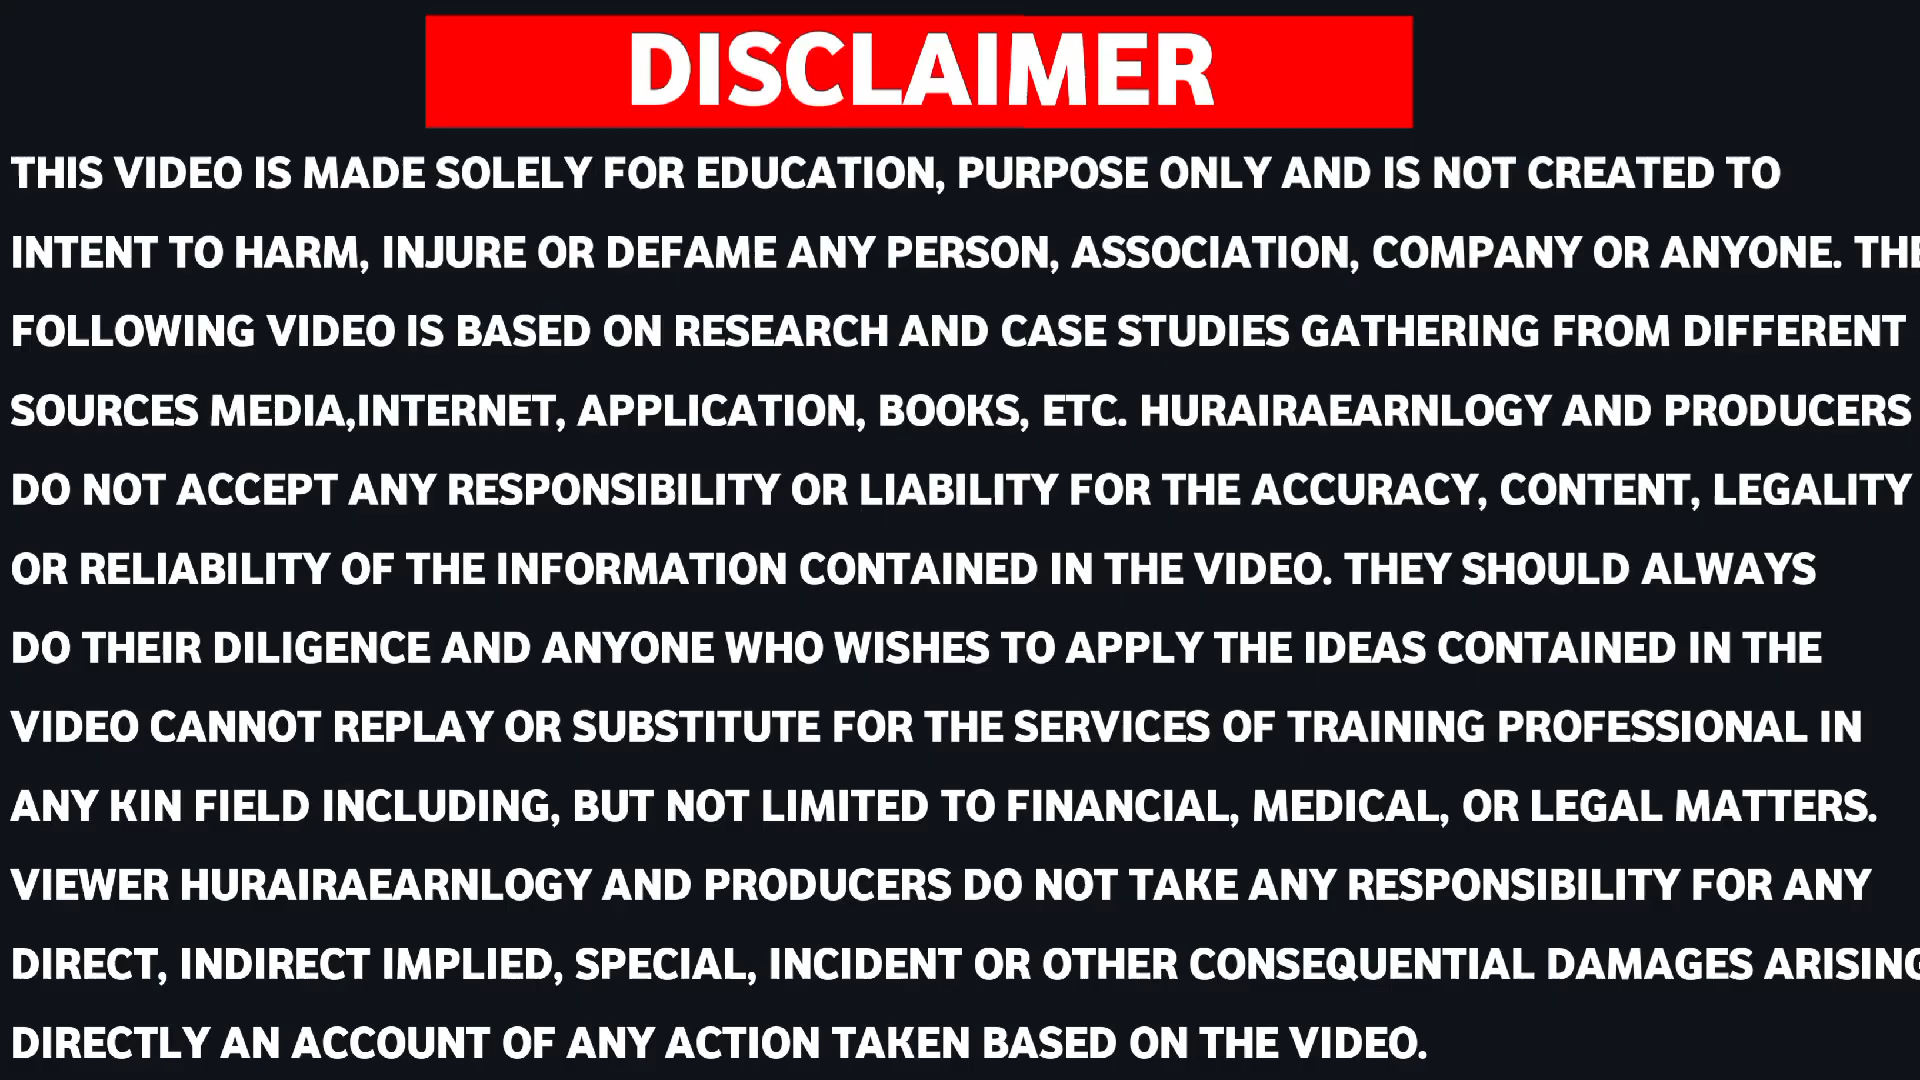 DISCLAIMER
THIS VIDEO IS MADE SOLELY FOR EDUCATION, PURPOSE ONLY AND IS NOT CREATED TO
INTENT TO HARM, INJURE OR DEFAME ANY PERSON, ASSOCIATION, COMPANY OR ANYONE. THE
FOLLOWING VIDEO IS BASED ON RESEARCH AND CASE STUDIES GATHERING FROM DIFFERENT
SOURCES MEDIA,INTERNET, APPLICATION, BOOKS, ETC. HURAIRAEARNLOGY AND PRODUCERS
DO NOT ACCEPT ANY RESPONSIBILITY OR LIABILITY FOR THE ACCURACY, CONTENT, LEGALITY
OR RELIABILITY OF THE INFORMATION CONTAINED IN THE VIDEO. THEY SHOULD ALWAYS
DO THEIR DILIGENCE AND ANYONE WHO WISHES TO APPLY THE IDEAS CONTAINED IN THE
VIDEO CANNOT REPLAY OR SUBSTITUTE FOR THE SERVICES OF TRAINING PROFESSIONAL IN
ANY KIN FIELD INCLUDING, BUT NOT LIMITED TO FINANCIAL, MEDICAL, OR LEGAL MATTERS.
VIEWER HURAIRAEARNLOGY AND PRODUCERS DO NOT TAKE ANY RESPONSIBILITY FOR ANY
DIRECT, INDIRECT IMPLIED, SPECIAL, INCIDENT OR OTHER CONSEQUENTIAL DAMAGES ARISING
DIRECTLY AN ACCOUNT OF ANY ACTION TAKEN BASED ON THE VIDEO.